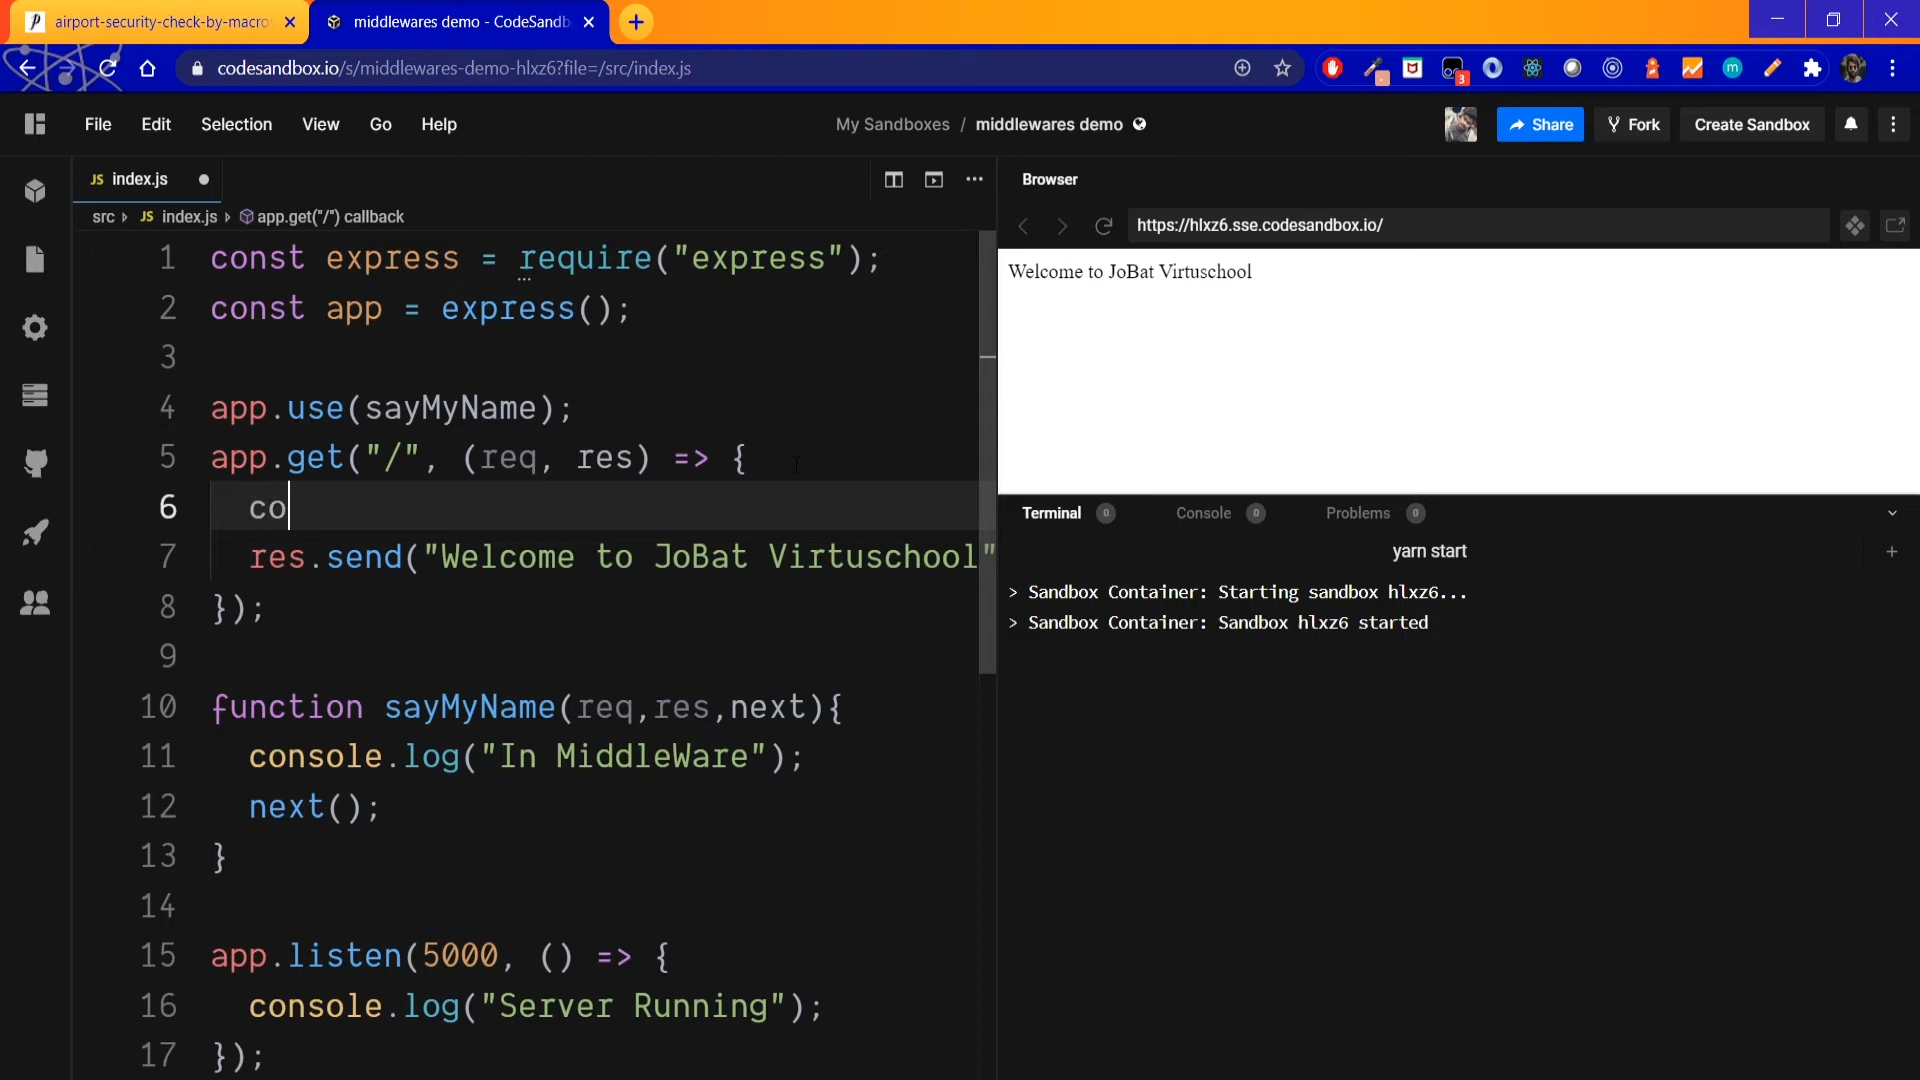 airport-security-check-by-macro
middlewares demo - CodeSandb
codesandbox.io/s/middlewares-demo-hlxz6?file=/src/index.js
3
m
File Edit Selection View Go Help
My Sandboxes / middlewares demo
Share
Fork
Create Sandbox
JS index.js
src › JS index.js › app.get("/") callback
1 const express = require("express");
2 const app = express();
3
4 app.use(sayMyName);
5 app.get("/", (req, res) => {
6 co
7 res.send("Welcome to JoBat Virtuschool"
8 });
9
10 function sayMyName(req,res,next){
11 console.log("In MiddleWare");
12 next();
13 }
14
15 app.listen(5000, () => {
16 console.log("Server Running");
17 });
Browser
https://hlxz6.sse.codesandbox.io/
Welcome to JoBat Virtuschool
Terminal 0 Console 0 Problems 0
yarn start
> Sandbox Container: Starting sandbox hlxz6...
> Sandbox Container: Sandbox hlxz6 started